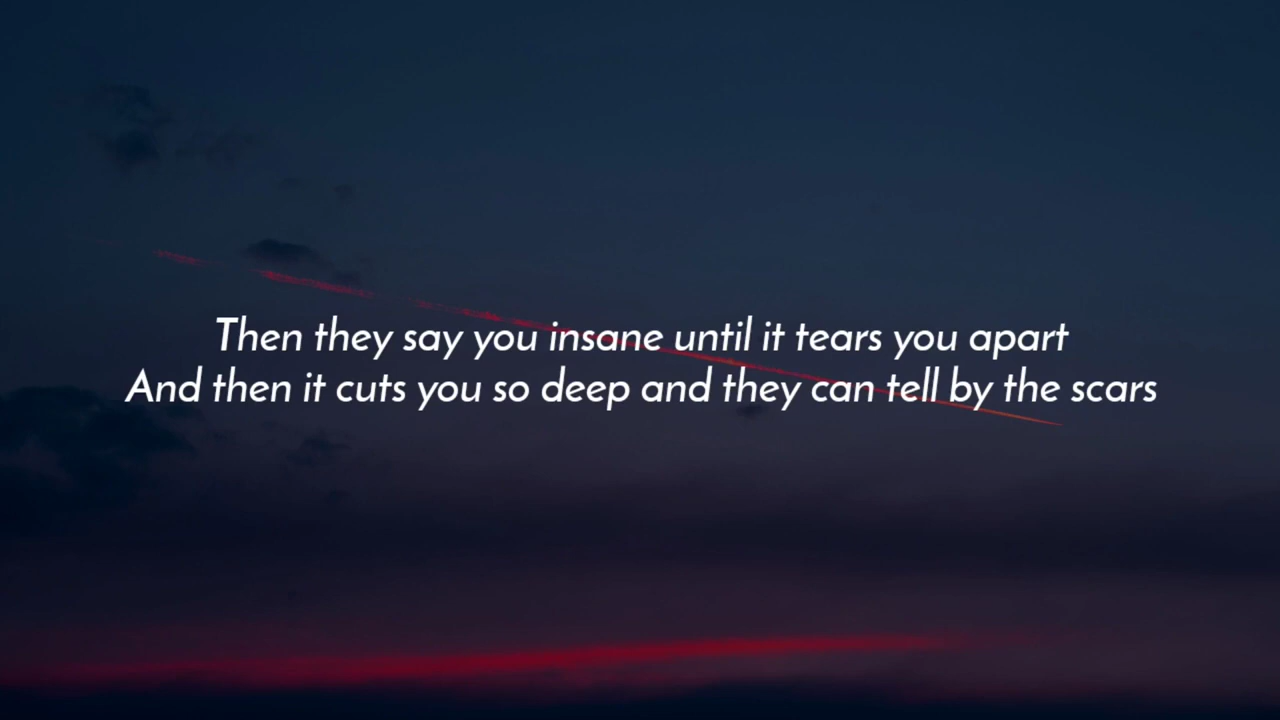 Then they say you insane until it tears you apart
And then it cuts you so deep and they can tell by the scars